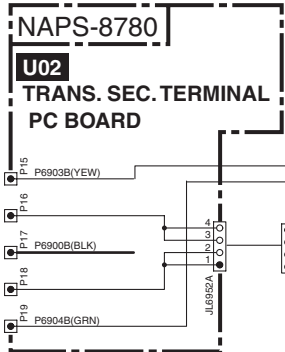 NAPS-8780
U02
TRANS. SEC. TERMINAL
PC BOARD
P15
P6903B(YEW)
P16
P17
P6900B(BLK)
P18
P19
P6904B(GRN)
4
3
2
1
JL6952A